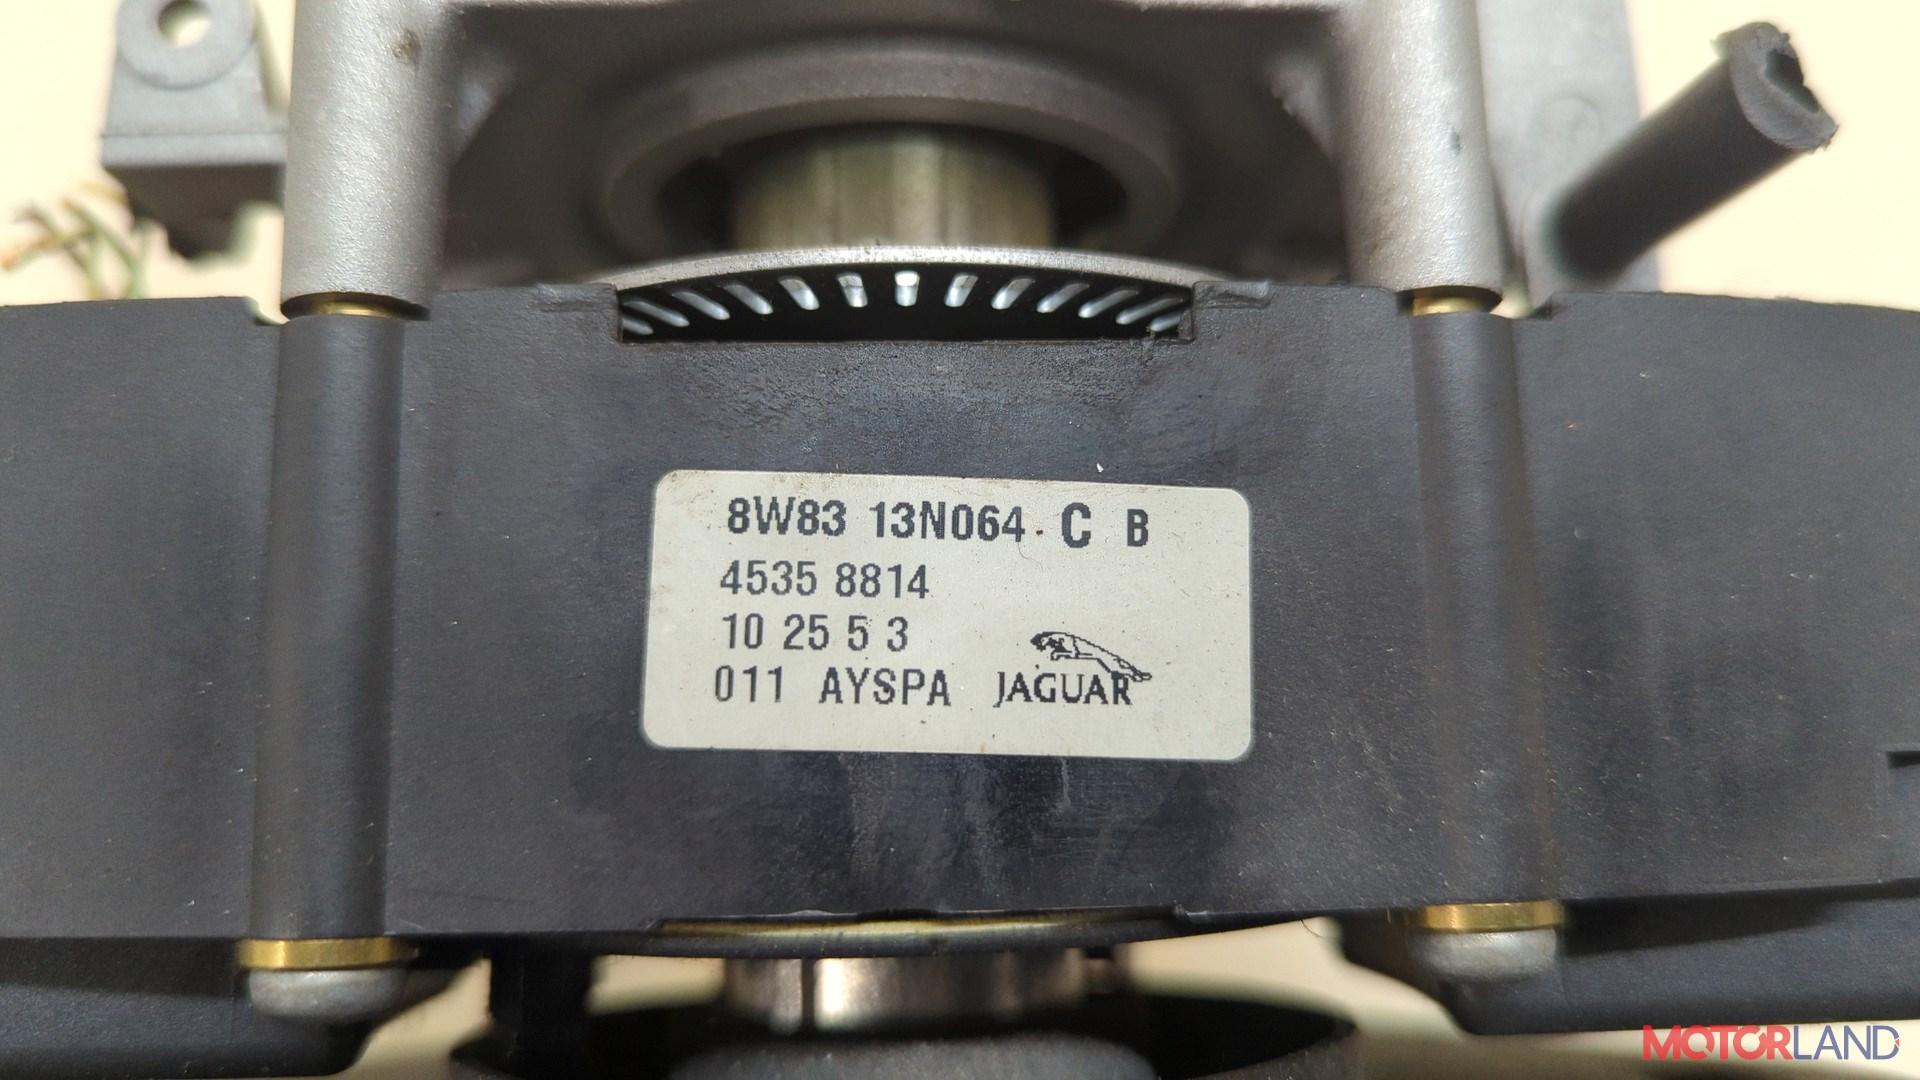 8W83 13N064 C B
4535 8814
10 25 5 3
011 AYSPA JAGUAR
MOTORLAND